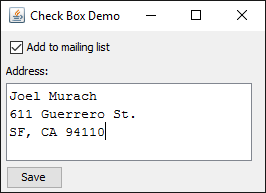 Check Box Demo
Add to mailing list
Address:
Joel Murach
611 Guerrero St.
SF, CA 94110
Save